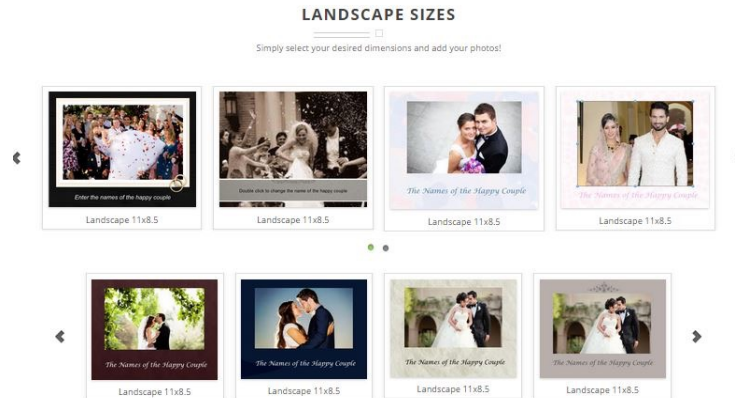 LANDSCAPE SIZES
Simply select your desired dimensions and add your photos!
Enter the names of the happy couple
Double click to change the name of the happy couple
The Names of the Happy Couple
The Names of the Happy Couple
Landscape 11x8.5
Landscape 11x8.5
Landscape 11x8.5
Landscape 11x8.5
The Names of the Happy Couple
The Names of the Happy Couple
The Names of the Happy Couple
The Names of the Happy Couple
Landscape 11x8.5
Landscape 11x8.5
Landscape 11x8.5
Landscape 11x8.5